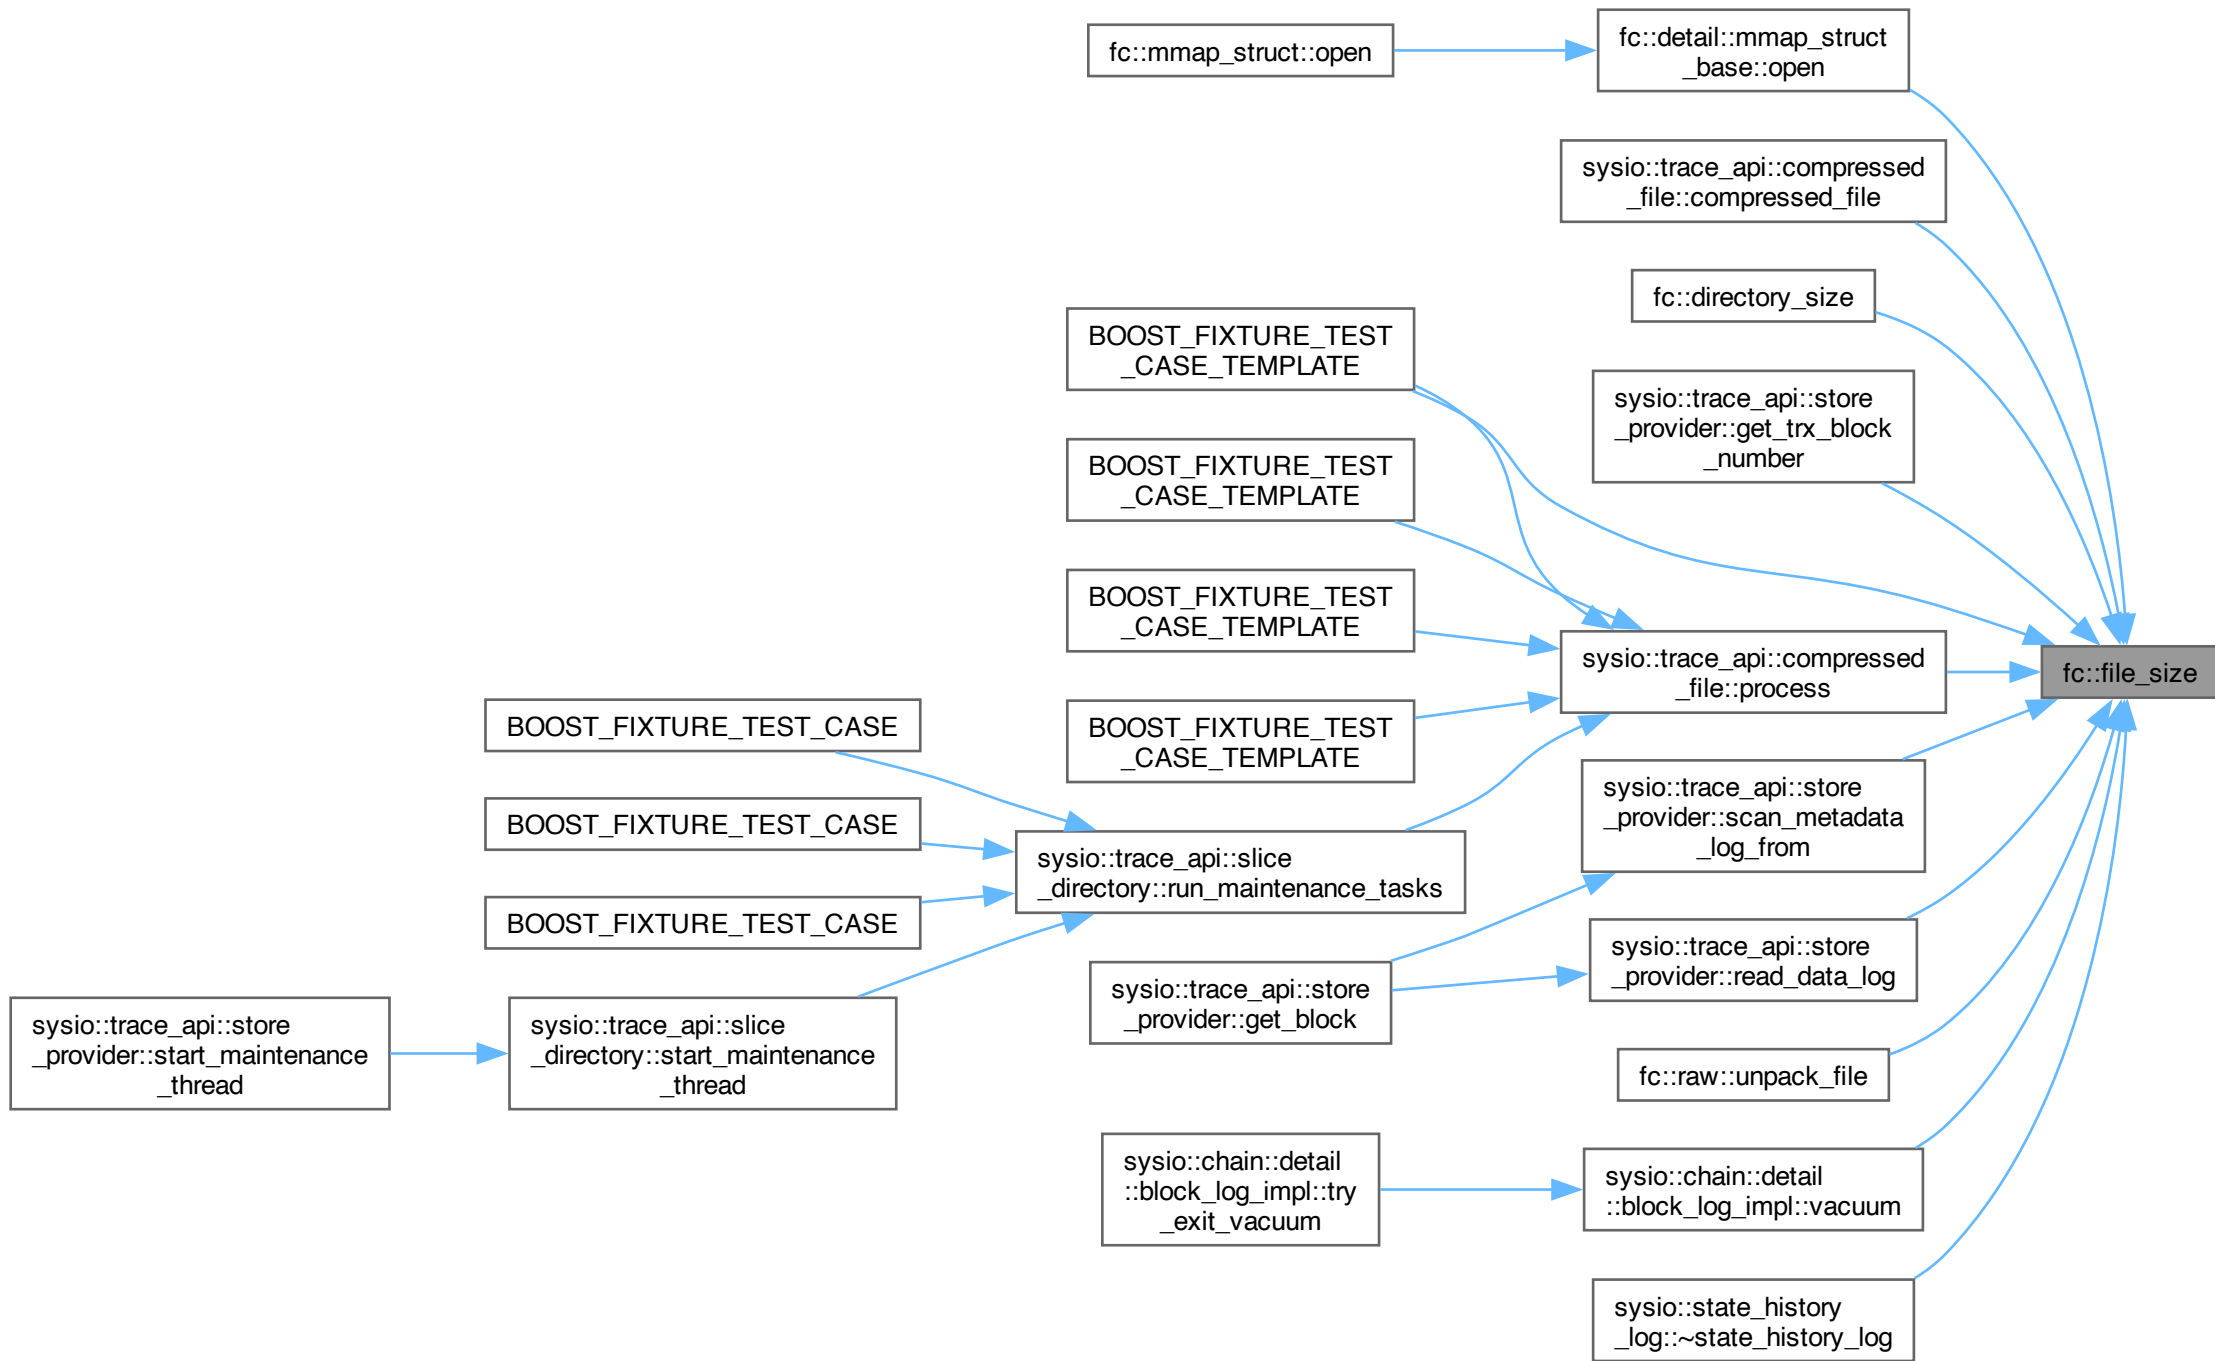 fc::mmap_struct::open
fc::detail::mmap_struct
_base::open
sysio::trace_api::compressed
_file::compressed_file
fc::directory_size
BOOST_FIXTURE_TEST
_CASE_TEMPLATE
sysio::trace_api::store
_provider::get_trx_block
_number
BOOST_FIXTURE_TEST
_CASE_TEMPLATE
BOOST_FIXTURE_TEST
_CASE_TEMPLATE
sysio::trace_api::compressed
_file::process
fc::file_size
BOOST_FIXTURE_TEST_CASE
BOOST_FIXTURE_TEST
_CASE_TEMPLATE
BOOST_FIXTURE_TEST_CASE
sysio::trace_api::slice
_directory::run_maintenance_tasks
sysio::trace_api::store
_provider::scan_metadata
_log_from
BOOST_FIXTURE_TEST_CASE
sysio::trace_api::store
_provider::get_block
sysio::trace_api::store
_provider::read_data_log
sysio::trace_api::store
_provider::start_maintenance
_thread
sysio::trace_api::slice
_directory::start_maintenance
_thread
fc::raw::unpack_file
sysio::chain::detail
::block_log_impl::try
_exit_vacuum
sysio::chain::detail
::block_log_impl::vacuum
sysio::state_history
_log::~state_history_log